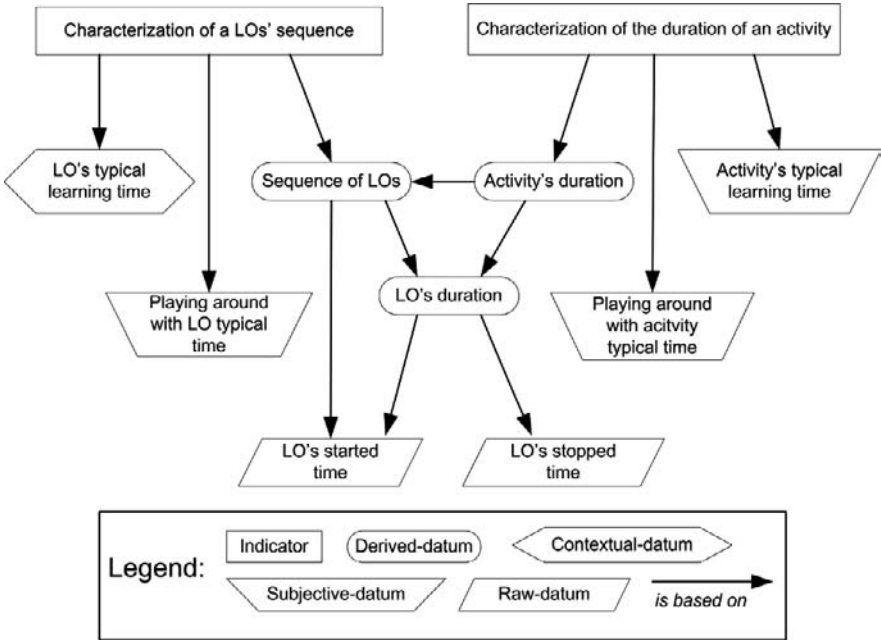 Characterization of a LOs' sequence
Characterization of the duration of an activity
LO's typical
learning time
Sequence of LOs
Activity's duration
Activity's typical
learning time
LO's duration
Playing around
with LO typical
time
Playing around
with acitvity
typical time
LO's started
time
LO's stopped
time
Legend:
Indicator
Derived-datum
Contextual-datum
Subjective-datum
Raw-datum
is based on